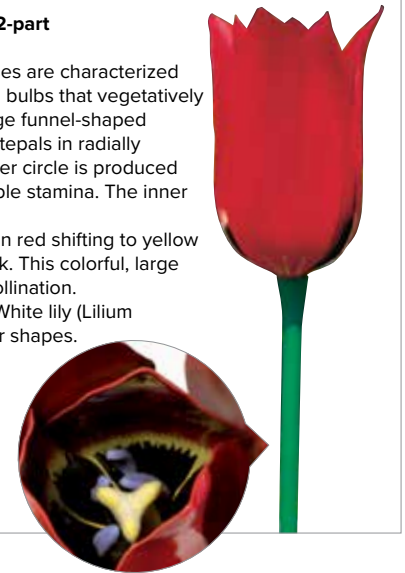 2-part
es are characterized
bulbs that vegetatively
ge funnel-shaped
tepals in radially
er circle is produced
ble stamina. The inner
n red shifting to yellow
k. This colorful, large
ollination.
White lily (Lilium
r shapes.